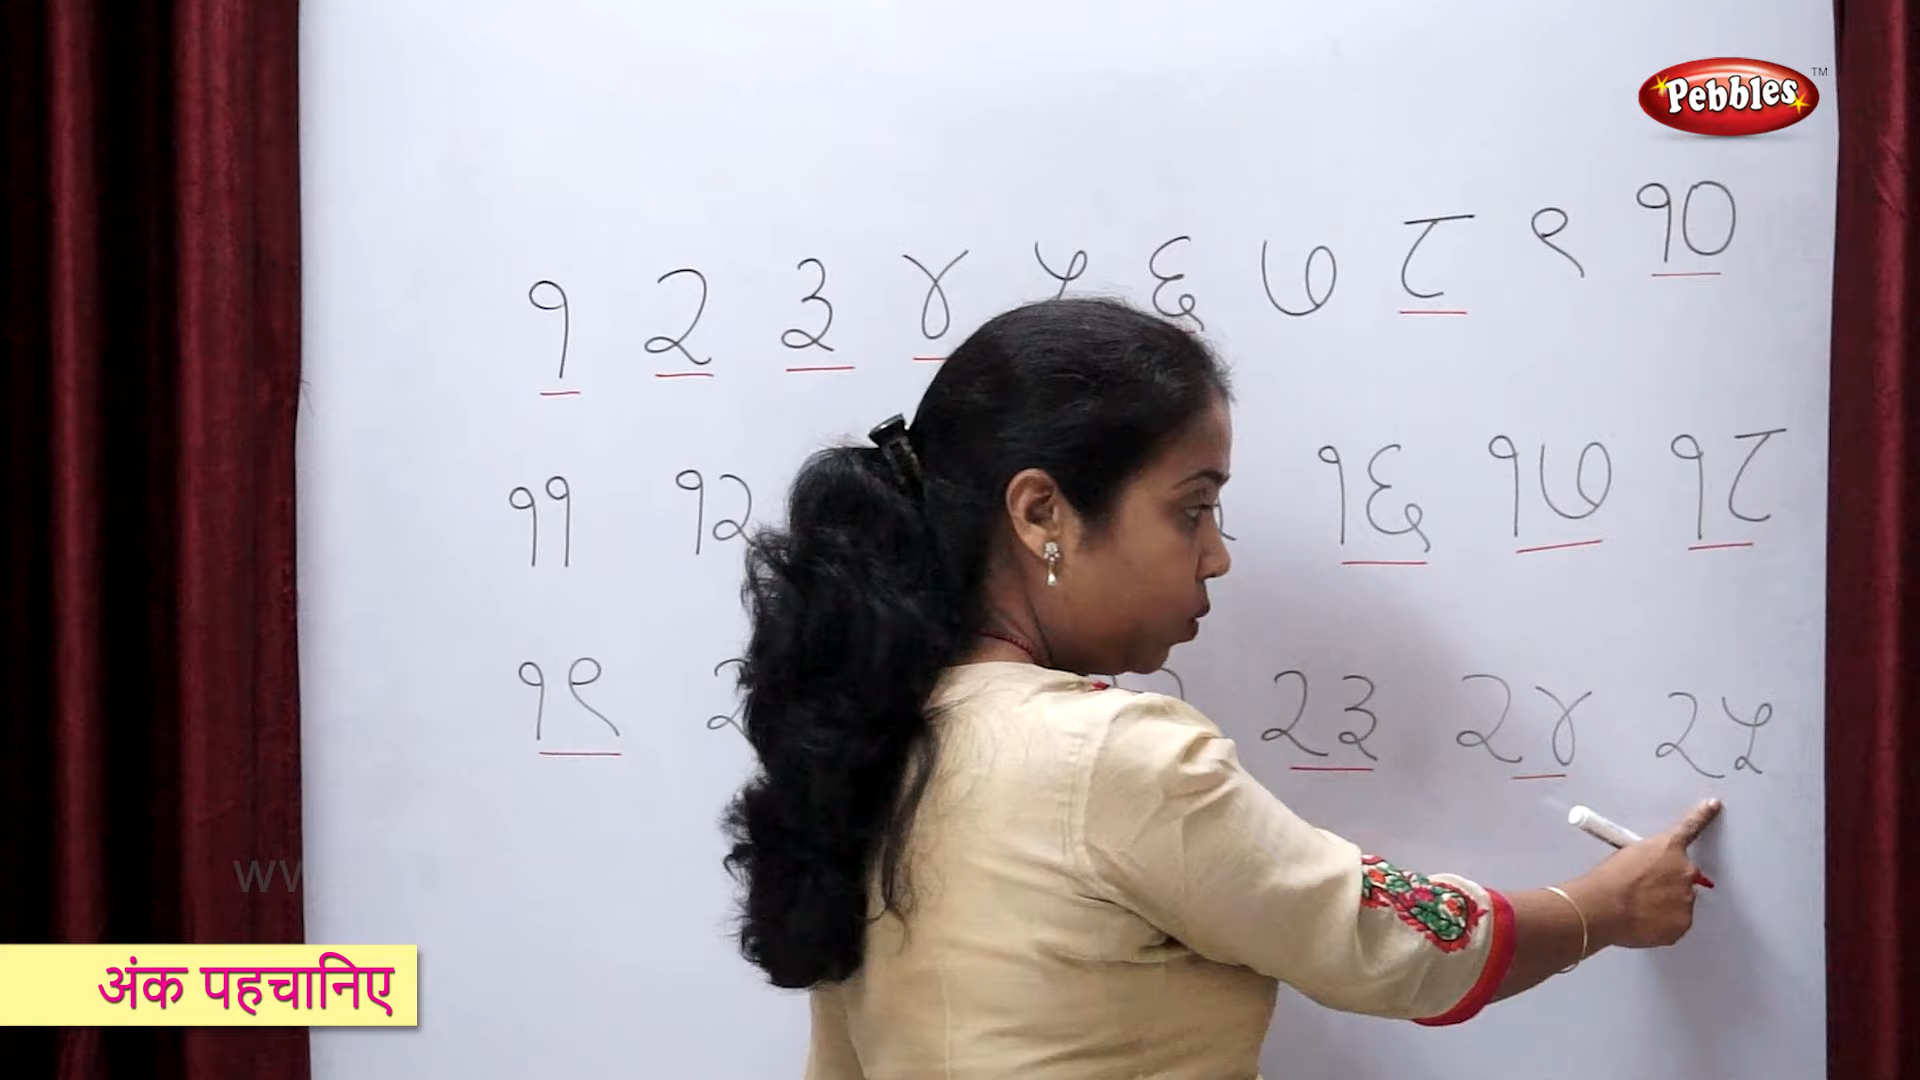 Pebbles™
१ २ ३ ४ ५ ६ ७ ८ ९ १०
११ १२ १६ १७ १८
१९ २३ २४ २५
अंक पहचानिए